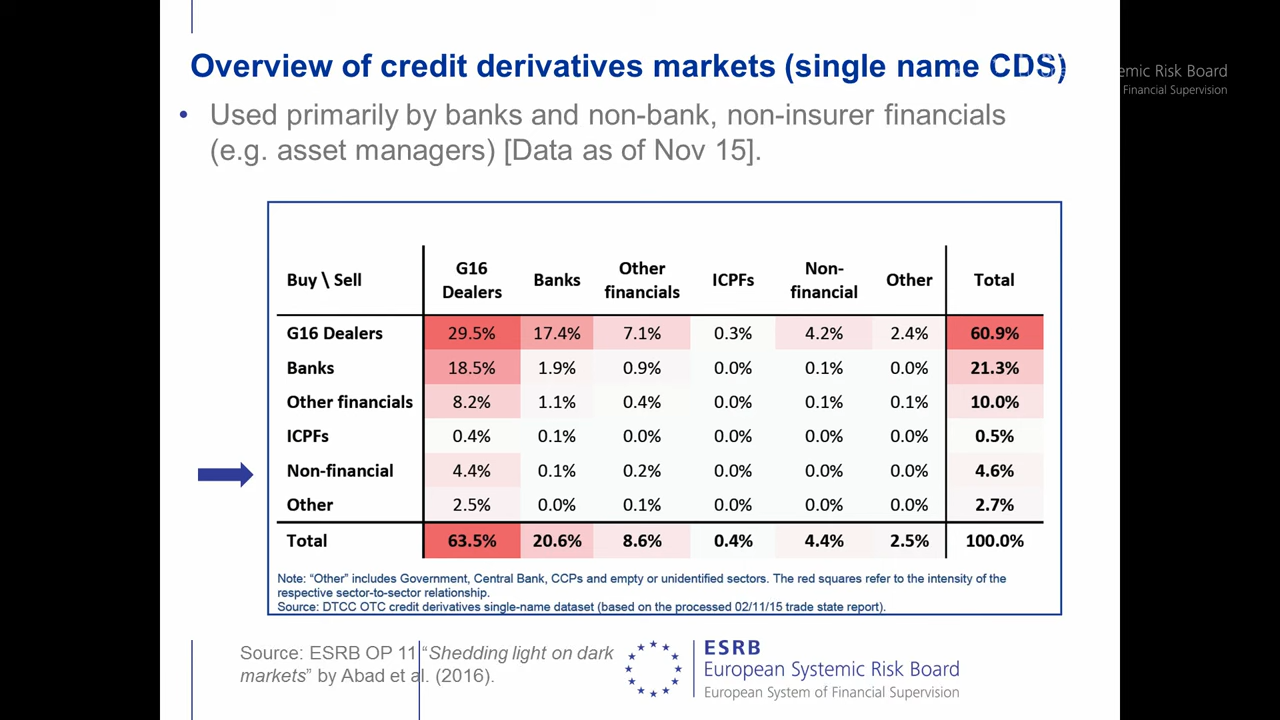 Overview of credit derivatives markets (single name CDS)
emic Risk Board
Financial Supervision
• Used primarily by banks and non-bank, non-insurer financials
(e.g. asset managers) [Data as of Nov 15].
Buy \ Sell G16 Dealers Banks Other financials ICPFs Non-financial Other Total
G16 Dealers 29.5% 17.4% 7.1% 0.3% 4.2% 2.4% 60.9%
Banks 18.5% 1.9% 0.9% 0.0% 0.1% 0.0% 21.3%
Other financials 8.2% 1.1% 0.4% 0.0% 0.1% 0.1% 10.0%
ICPFs 0.4% 0.1% 0.0% 0.0% 0.0% 0.0% 0.5%
Non-financial 4.4% 0.1% 0.2% 0.0% 0.0% 0.0% 4.6%
Other 2.5% 0.0% 0.1% 0.0% 0.0% 0.0% 2.7%
Total 63.5% 20.6% 8.6% 0.4% 4.4% 2.5% 100.0%
Note: “Other” includes Government, Central Bank, CCPs and empty or unidentified sectors. The red squares refer to the intensity of the
respective sector-to-sector relationship.
Source: DTCC OTC credit derivatives single-name dataset (based on the processed 02/11/15 trade state report).
Source: ESRB OP 11 “Shedding light on dark
markets” by Abad et al. (2016).
ESRB
European Systemic Risk Board
European System of Financial Supervision